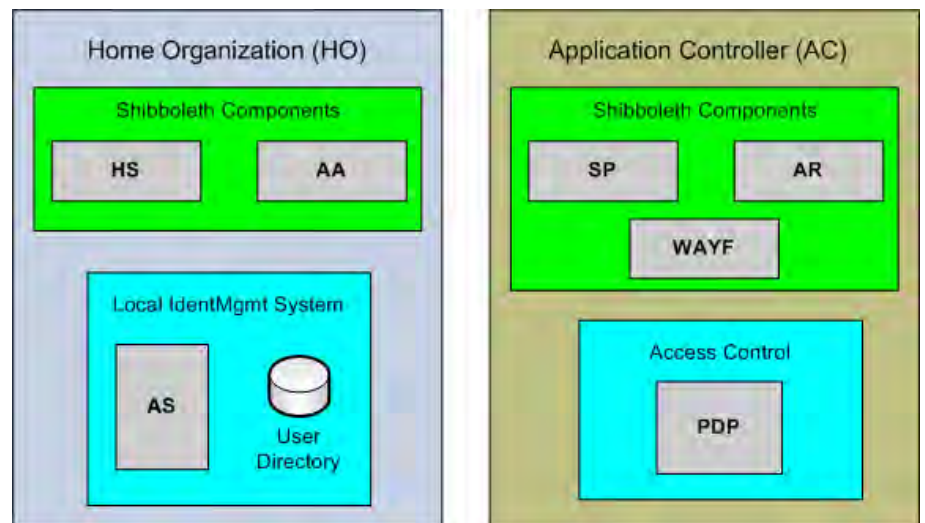 Home Organization (HO)
Shibboleth Components
HS
AA
Local IdentMgmt System
AS
User
Directory
Application Controller (AC)
Shibboleth Components
SP
AR
WAYF
Access Control
PDP